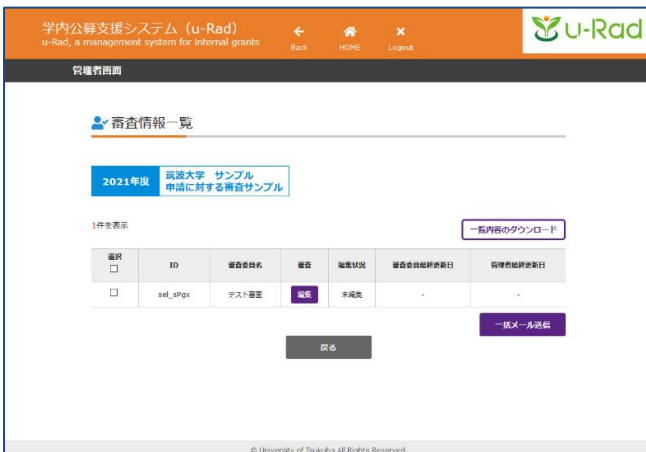 学内公募支援システム（u-Rad）
u-Rad, a management system for internal grants
Back
HOME
Logout
u-Rad
管理者画面
審査情報一覧
2021年度
筑波大学　サンプル
申請に対する審査サンプル
1件を表示
一覧内容のダウンロード
選択 ID 審査委員名 審査 編集状況 審査委員最終更新日 管理者最終更新日
sel_sPgx テスト審査 編集 未編集 - -
一括メール送信
戻る
© University of Tsukuba All Rights Reserved.